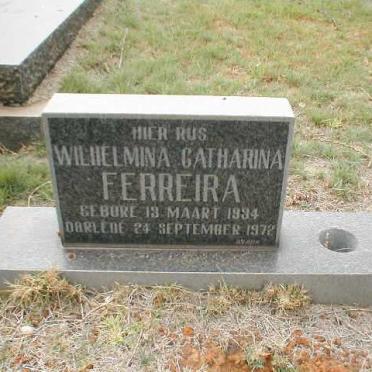 HIER RUS
WILHELMINA CATHARINA
FERREIRA
GEBORE 13 MAART 1934
OORLEDE 24 SEPTEMBER 1972